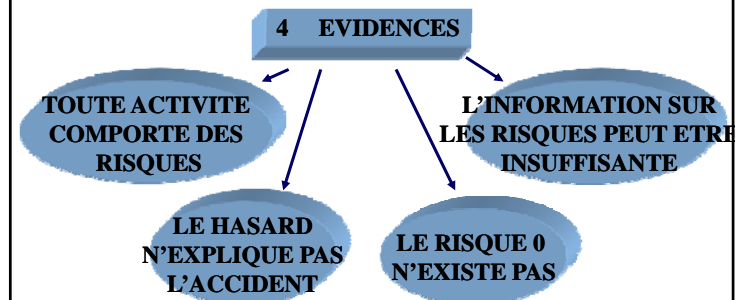 4 EVIDENCES
TOUTE ACTIVITE
COMPORTE DES
RISQUES
L'INFORMATION SUR
LES RISQUES PEUT ETRE
INSUFFISANTE
LE HASARD
N'EXPLIQUE PAS
L'ACCIDENT
LE RISQUE 0
N'EXISTE PAS